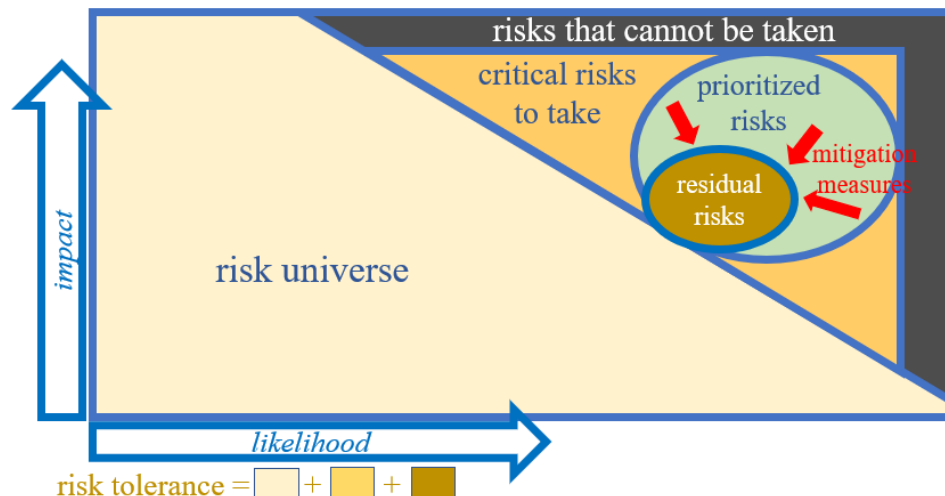 risks that cannot be taken
critical risks
to take
prioritized
risks
mitigation
measures
residual
risks
impact
risk universe
likelihood
risk tolerance = + +